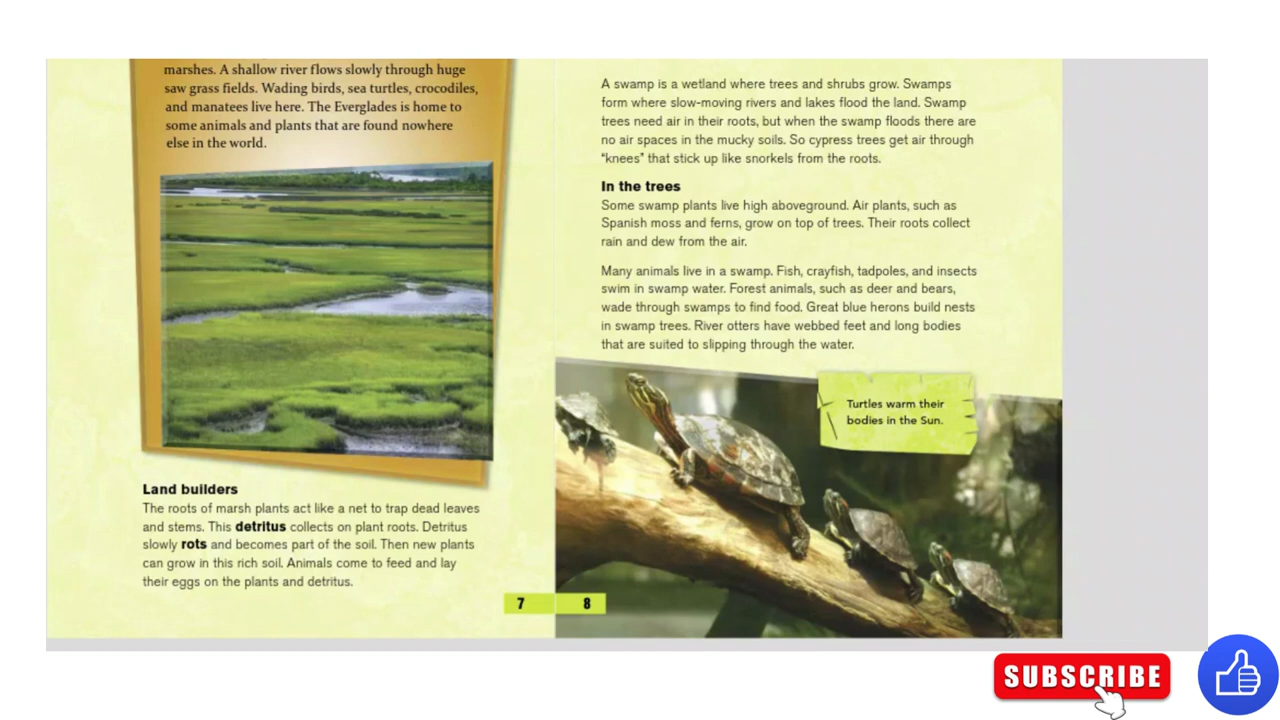 marshes. A shallow river flows slowly through huge
saw grass fields. Wading birds, sea turtles, crocodiles,
and manatees live here. The Everglades is home to
some animals and plants that are found nowhere
else in the world.
Land builders
The roots of marsh plants act like a net to trap dead leaves
and stems. This detritus collects on plant roots. Detritus
slowly rots and becomes part of the soil. Then new plants
can grow in this rich soil. Animals come to feed and lay
their eggs on the plants and detritus.
7
A swamp is a wetland where trees and shrubs grow. Swamps
form where slow-moving rivers and lakes flood the land. Swamp
trees need air in their roots, but when the swamp floods there are
no air spaces in the mucky soils. So cypress trees get air through
“knees” that stick up like snorkels from the roots.
In the trees
Some swamp plants live high aboveground. Air plants, such as
Spanish moss and ferns, grow on top of trees. Their roots collect
rain and dew from the air.
Many animals live in a swamp. Fish, crayfish, tadpoles, and insects
swim in swamp water. Forest animals, such as deer and bears,
wade through swamps to find food. Great blue herons build nests
in swamp trees. River otters have webbed feet and long bodies
that are suited to slipping through the water.
Turtles warm their
bodies in the Sun.
8
SUBSCRIBE